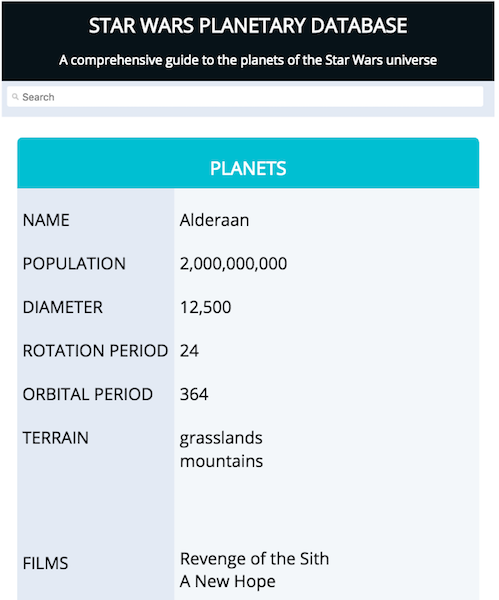 STAR WARS PLANETARY DATABASE
A comprehensive guide to the planets of the Star Wars universe
Search
PLANETS
NAME Alderaan
POPULATION 2,000,000,000
DIAMETER 12,500
ROTATION PERIOD 24
ORBITAL PERIOD 364
TERRAIN grasslands
mountains
FILMS Revenge of the Sith
A New Hope